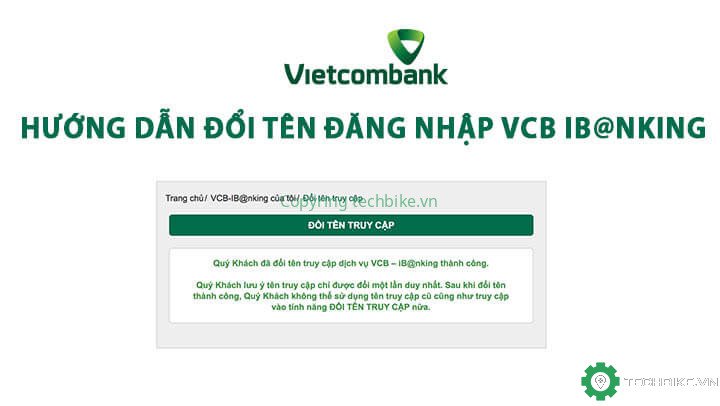 Vietcombank
HƯỚNG DẪN ĐỔI TÊN ĐĂNG NHẬP VCB IB@NKING
Trang chủ / VCB-IB@nking của tôi / Đổi tên truy cập
Copyring techbike.vn
ĐỔI TÊN TRUY CẬP
Quý Khách đã đổi tên truy cập dịch vụ VCB – iB@nking thành công.
Quý Khách lưu ý tên truy cập chỉ được đổi một lần duy nhất. Sau khi đổi tên
thành công, Quý Khách không thể sử dụng tên truy cập cũ cũng như truy cập
vào tính năng ĐỔI TÊN TRUY CẬP nữa.
TECHBIKE.VN